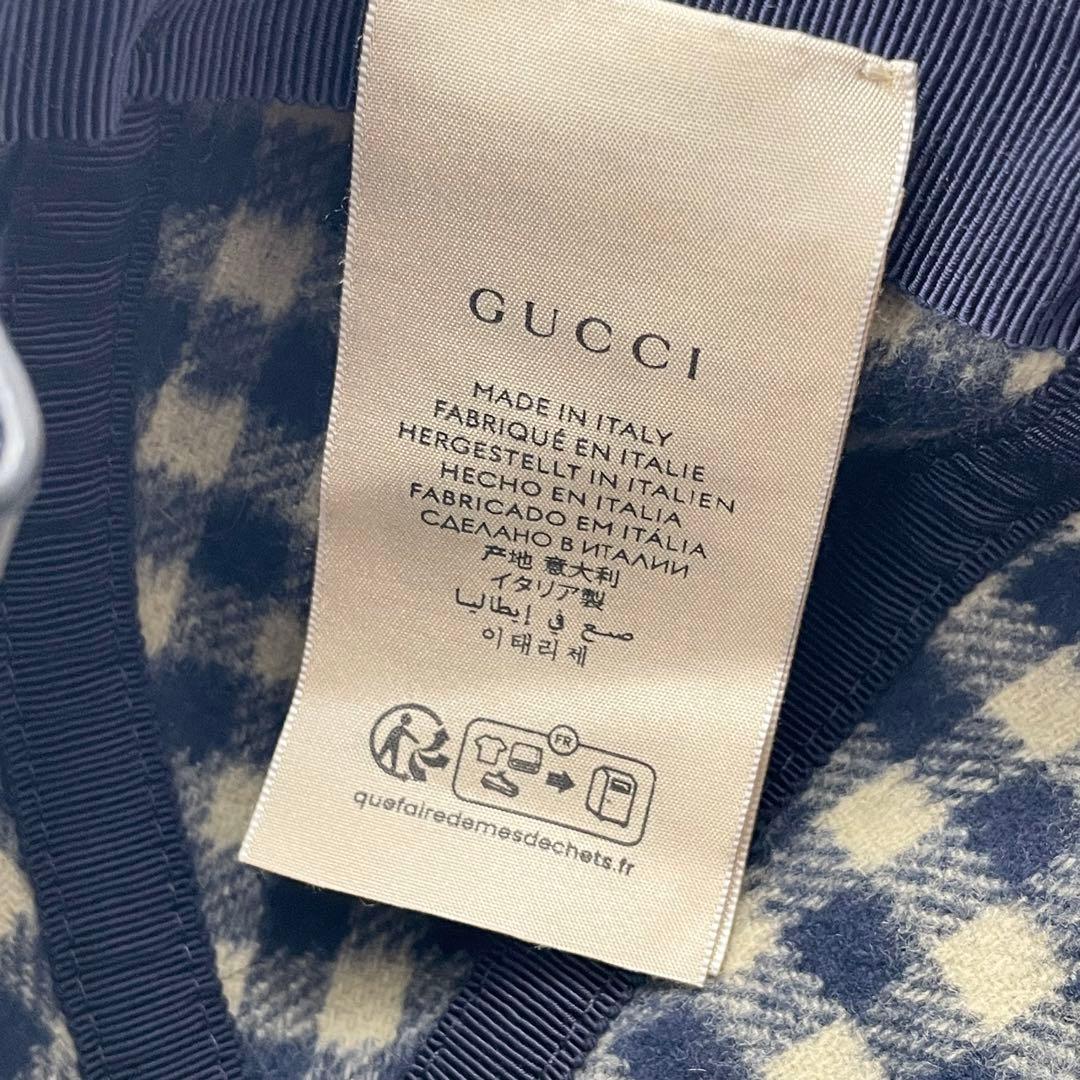 GUCCI
MADE IN ITALY
FABRIQUÉ EN ITALIE
HERGESTELLT IN ITALIEN
HECHO EN ITALIA
FABRICADO EM ITÁLIA
СДЕЛАНО В ИТАЛИИ
产地 意大利
イタリア製
صنع في إيطاليا
이태리제
FR
quefairedemesdechets.fr